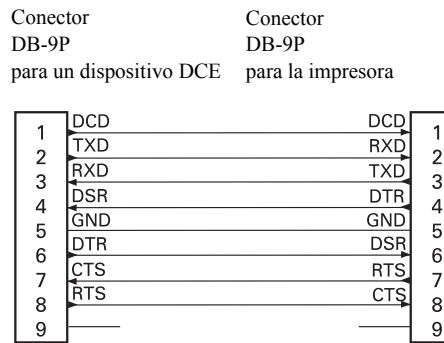 Conector
DB-9P
para un dispositivo DCE
Conector
DB-9P
para la impresora
1 DCD DCD 1
2 TXD RXD 2
3 RXD TXD 3
4 DSR DTR 4
5 GND GND 5
6 DTR DSR 6
7 CTS RTS 7
8 RTS CTS 8
9 9